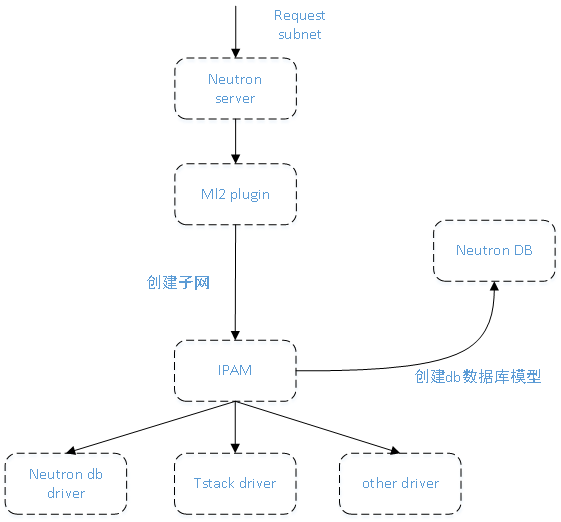 Request
subnet
Neutron
server
Ml2 plugin
Neutron DB
创建子网
IPAM
创建db数据库模型
Neutron db
driver
Tstack driver
other driver